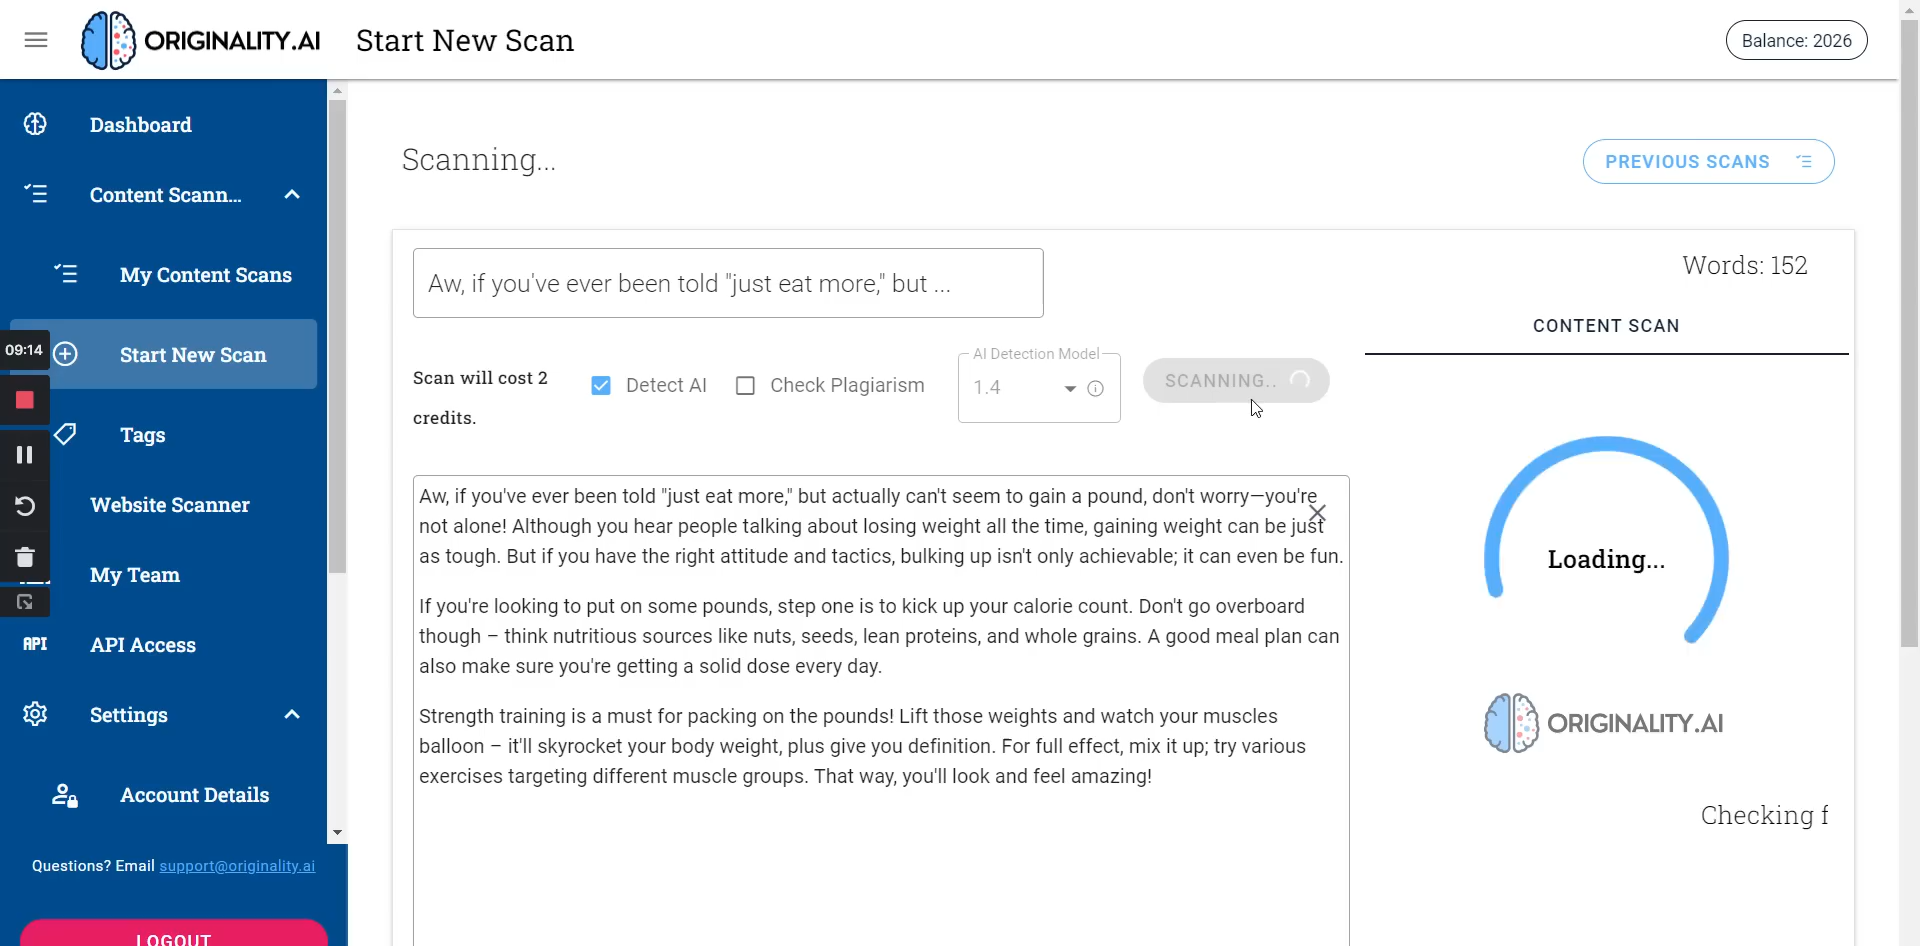 ORIGINALITY.AI
Start New Scan
Balance: 2026
Dashboard
Content Scann...
My Content Scans
Start New Scan
09:14
Tags
Website Scanner
My Team
API
API Access
Settings
Account Details
Questions? Email support@originality.ai
LOGOUT
Scanning...
PREVIOUS SCANS
Aw, if you've ever been told "just eat more," but ...
Words: 152
CONTENT SCAN
Scan will cost 2
credits.
Detect AI
Check Plagiarism
AI Detection Model
1.4
SCANNING..
Aw, if you've ever been told "just eat more," but actually can't seem to gain a pound, don't worry—you're
not alone! Although you hear people talking about losing weight all the time, gaining weight can be just
as tough. But if you have the right attitude and tactics, bulking up isn't only achievable; it can even be fun.
If you're looking to put on some pounds, step one is to kick up your calorie count. Don't go overboard
though – think nutritious sources like nuts, seeds, lean proteins, and whole grains. A good meal plan can
also make sure you're getting a solid dose every day.
Strength training is a must for packing on the pounds! Lift those weights and watch your muscles
balloon – it'll skyrocket your body weight, plus give you definition. For full effect, mix it up; try various
exercises targeting different muscle groups. That way, you'll look and feel amazing!
Loading...
ORIGINALITY.AI
Checking f